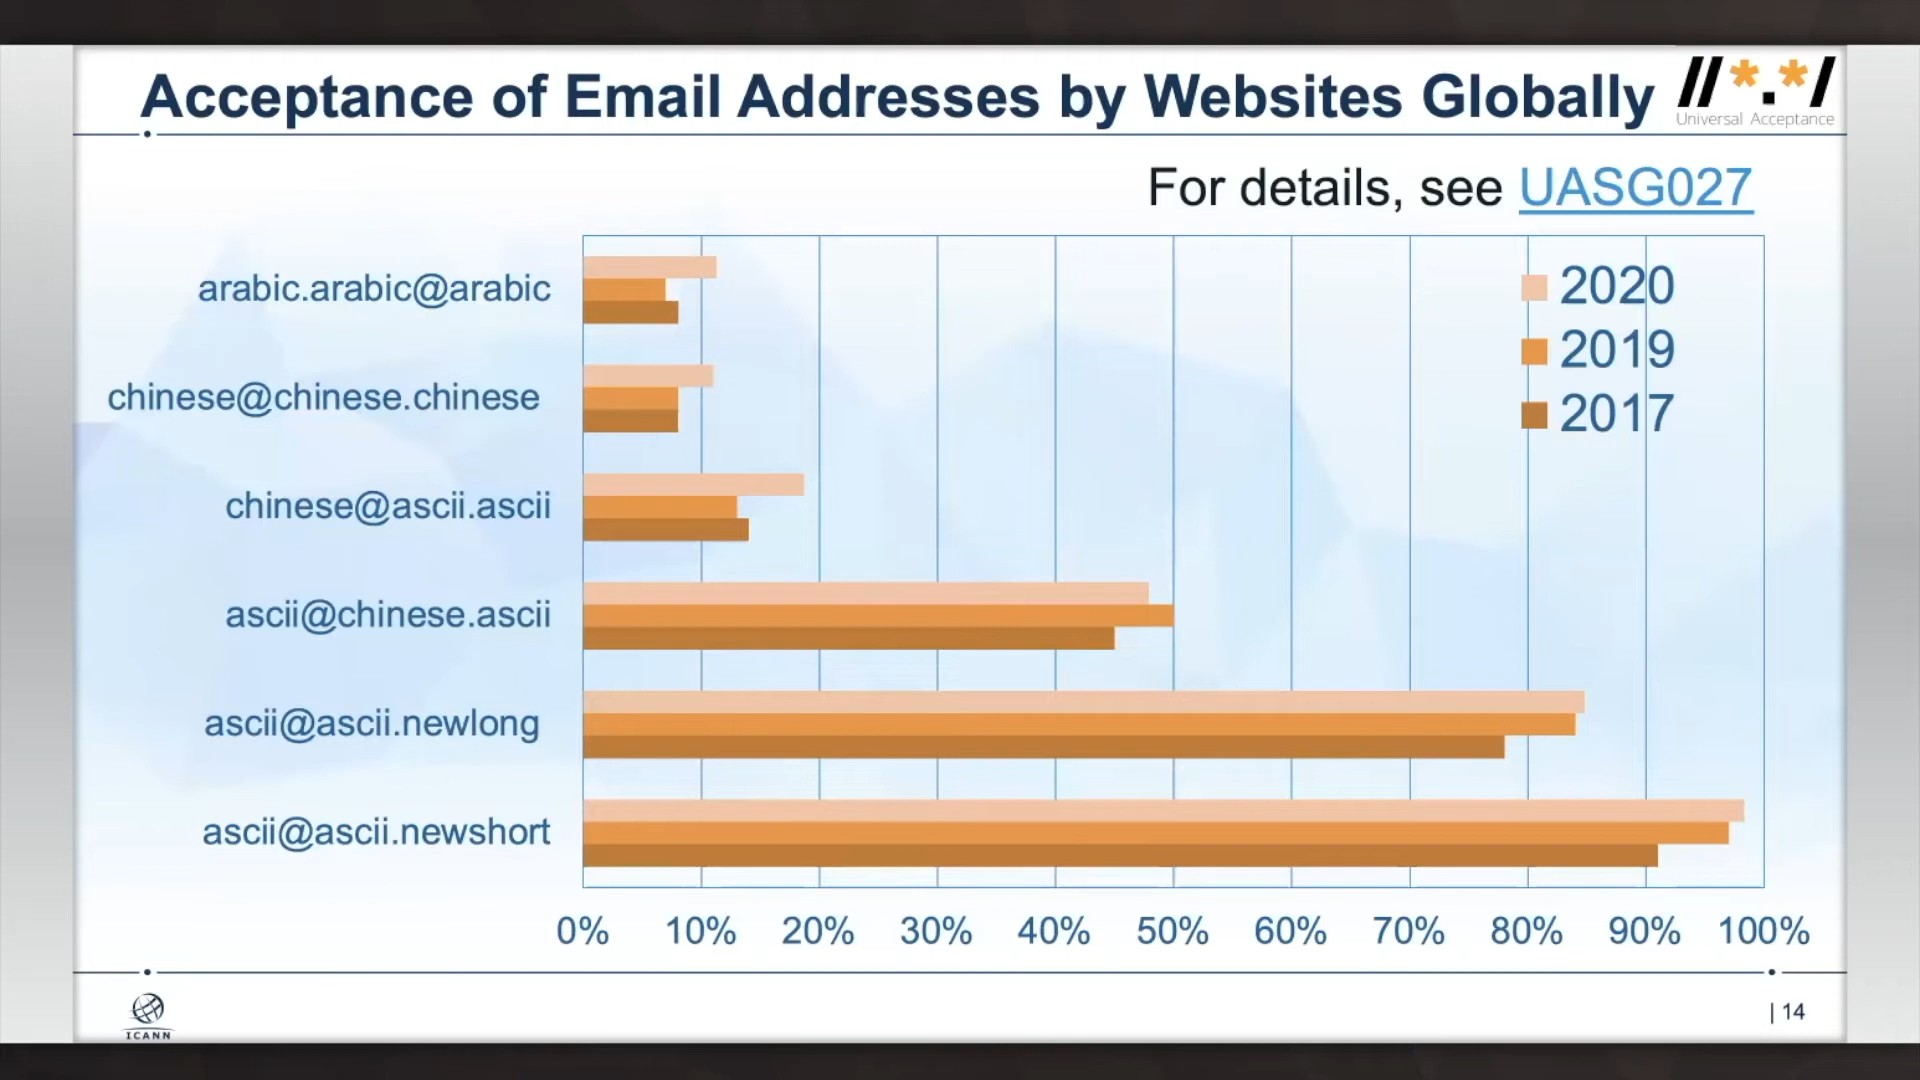 Acceptance of Email Addresses by Websites Globally
//*.*/
Universal Acceptance
For details, see UASG027
arabic.arabic@arabic
chinese@chinese.chinese
chinese@ascii.ascii
ascii@chinese.ascii
ascii@ascii.newlong
ascii@ascii.newshort
2020
2019
2017
0% 10% 20% 30% 40% 50% 60% 70% 80% 90% 100%
ICANN
| 14